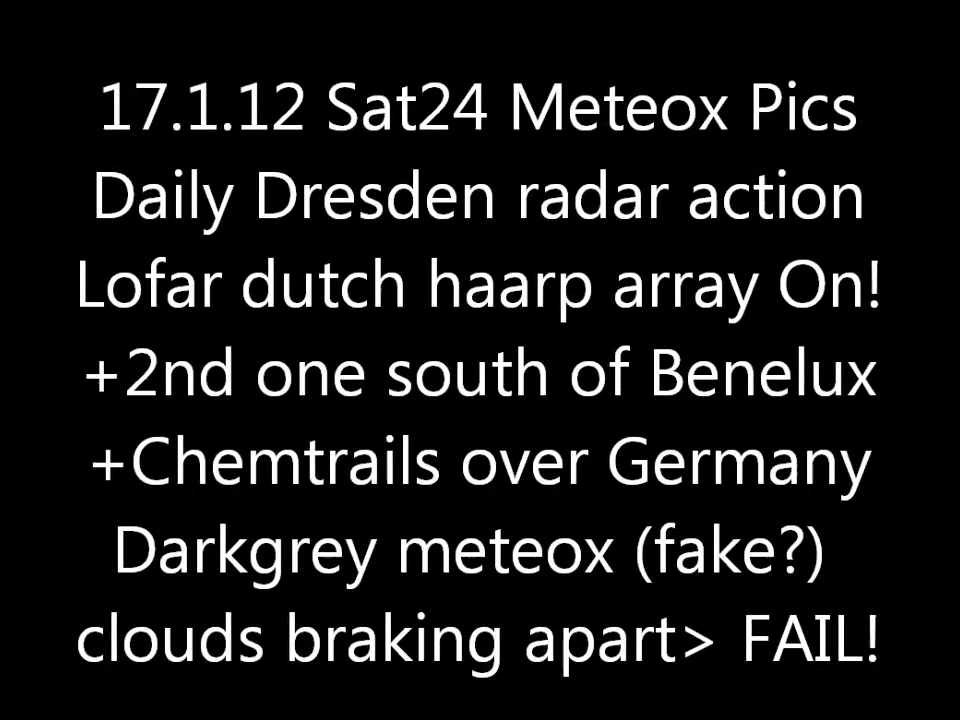 17.1.12 Sat24 Meteox Pics
Daily Dresden radar action
Lofar dutch haarp array On!
+2nd one south of Benelux
+Chemtrails over Germany
Darkgrey meteox (fake?)
clouds braking apart> FAIL!